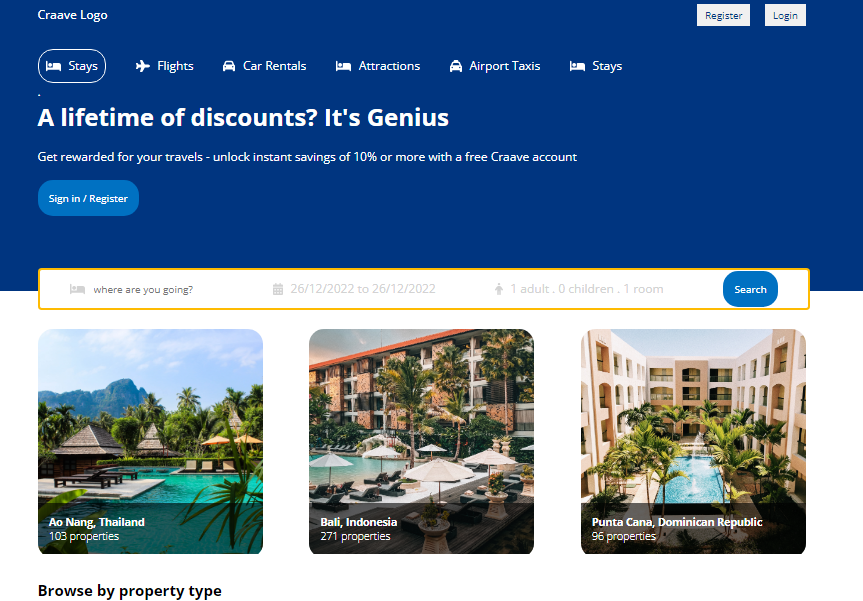 Craave Logo
Register
Login
Stays
Flights
Car Rentals
Attractions
Airport Taxis
Stays
.
A lifetime of discounts? It's Genius
Get rewarded for your travels - unlock instant savings of 10% or more with a free Craave account
Sign in / Register
where are you going?
26/12/2022 to 26/12/2022
1 adult . 0 children . 1 room
Search
Ao Nang, Thailand
103 properties
Bali, Indonesia
271 properties
Punta Cana, Dominican Republic
96 properties
Browse by property type